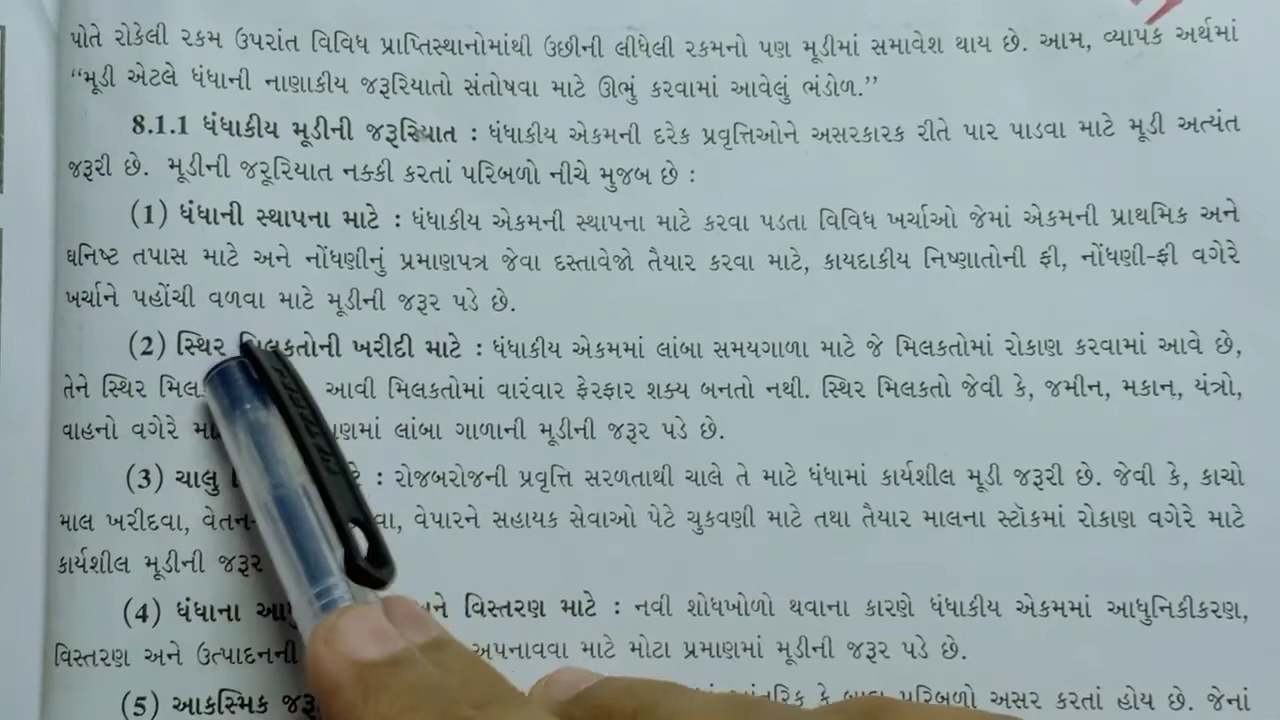 પોતે રોકેલી રકમ ઉપરાંત વિવિધ પ્રાપ્તિસ્થાનોમાંથી ઉછીની લીધેલી રકમનો પણ મૂડીમાં સમાવેશ થાય છે. આમ, વ્યાપક અર્થમાં
“મૂડી એટલે ધંધાની નાણાકીય જરૂરિયાતો સંતોષવા માટે ઊભું કરવામાં આવેલું ભંડોળ.”
8.1.1 ધંધાકીય મૂડીની જરૂરિયાત : ધંધાકીય એકમની દરેક પ્રવૃત્તિઓને અસરકારક રીતે પાર પાડવા માટે મૂડી અત્યંત
જરૂરી છે. મૂડીની જરૂરિયાત નક્કી કરતાં પરિબળો નીચે મુજબ છે :
(1) ધંધાની સ્થાપના માટે : ધંધાકીય એકમની સ્થાપના માટે કરવા પડતા વિવિધ ખર્ચાઓ જેમાં એકમની પ્રાથમિક અને
ઘનિષ્ટ તપાસ માટે અને નોંધણીનું પ્રમાણપત્ર જેવા દસ્તાવેજો તૈયાર કરવા માટે, કાયદાકીય નિષ્ણાતોની ફી, નોંધણી-ફી વગેરે
ખર્ચાને પહોંચી વળવા માટે મૂડીની જરૂર પડે છે.
(2) સ્થિર મિલકતોની ખરીદી માટે : ધંધાકીય એકમમાં લાંબા સમયગાળા માટે જે મિલકતોમાં રોકાણ કરવામાં આવે છે,
તેને સ્થિર આવી મિલકતોમાં વારંવાર ફેરફાર શક્ય બનતો નથી. સ્થિર મિલકતો જેવી કે, જમીન, મકાન, યંત્રો,
વાહનો વગેરે લાંબા ગાળાની મૂડીની જરૂર પડે છે.
(3) ચાલુ : રોજબરોજની પ્રવૃત્તિ સરળતાથી ચાલે તે માટે ધંધામાં કાર્યશીલ મૂડી જરૂરી છે. જેવી કે, કાચો
માલ ખરીદવા, વેતન- વેપારને સહાયક સેવાઓ પેટે ચુકવણી માટે તથા તૈયાર માલના સ્ટૉકમાં રોકાણ વગેરે માટે
કાર્યશીલ મૂડીની જરૂર
(4) ધંધાના વિસ્તરણ માટે : નવી શોધખોળો થવાના કારણે ધંધાકીય એકમમાં આધુનિકીકરણ,
વિસ્તરણ અને ઉત્પાદનની અપનાવવા માટે મોટા પ્રમાણમાં મૂડીની જરૂર પડે છે.
(5) આકસ્મિક કે પરિબળો અસર કરતાં હોય છે. જેનાં